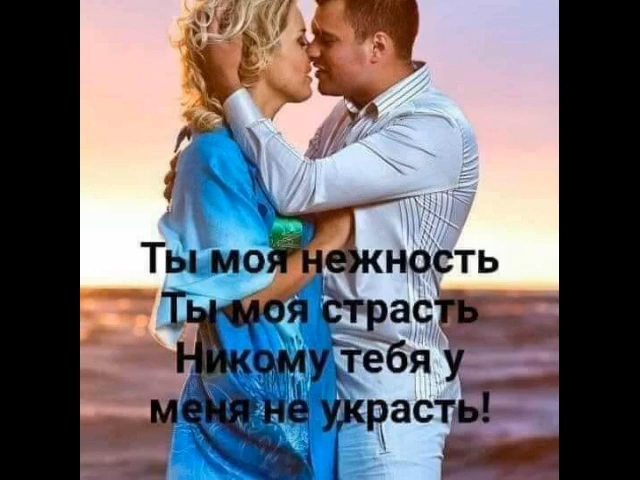 Ты моя нежность
Ты моя страсть
Никому тебя у
меня не украсть!